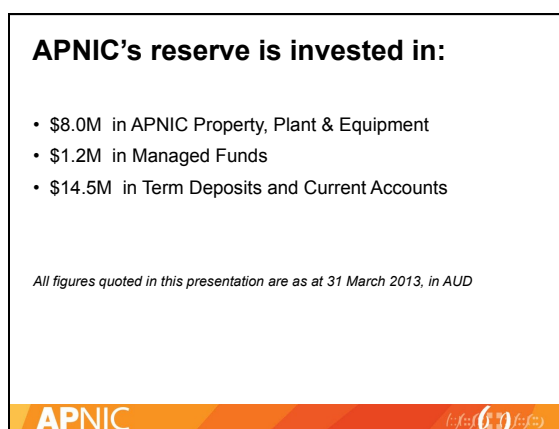 APNIC’s reserve is invested in:
• $8.0M in APNIC Property, Plant & Equipment
• $1.2M in Managed Funds
• $14.5M in Term Deposits and Current Accounts
All figures quoted in this presentation are as at 31 March 2013, in AUD
APNIC